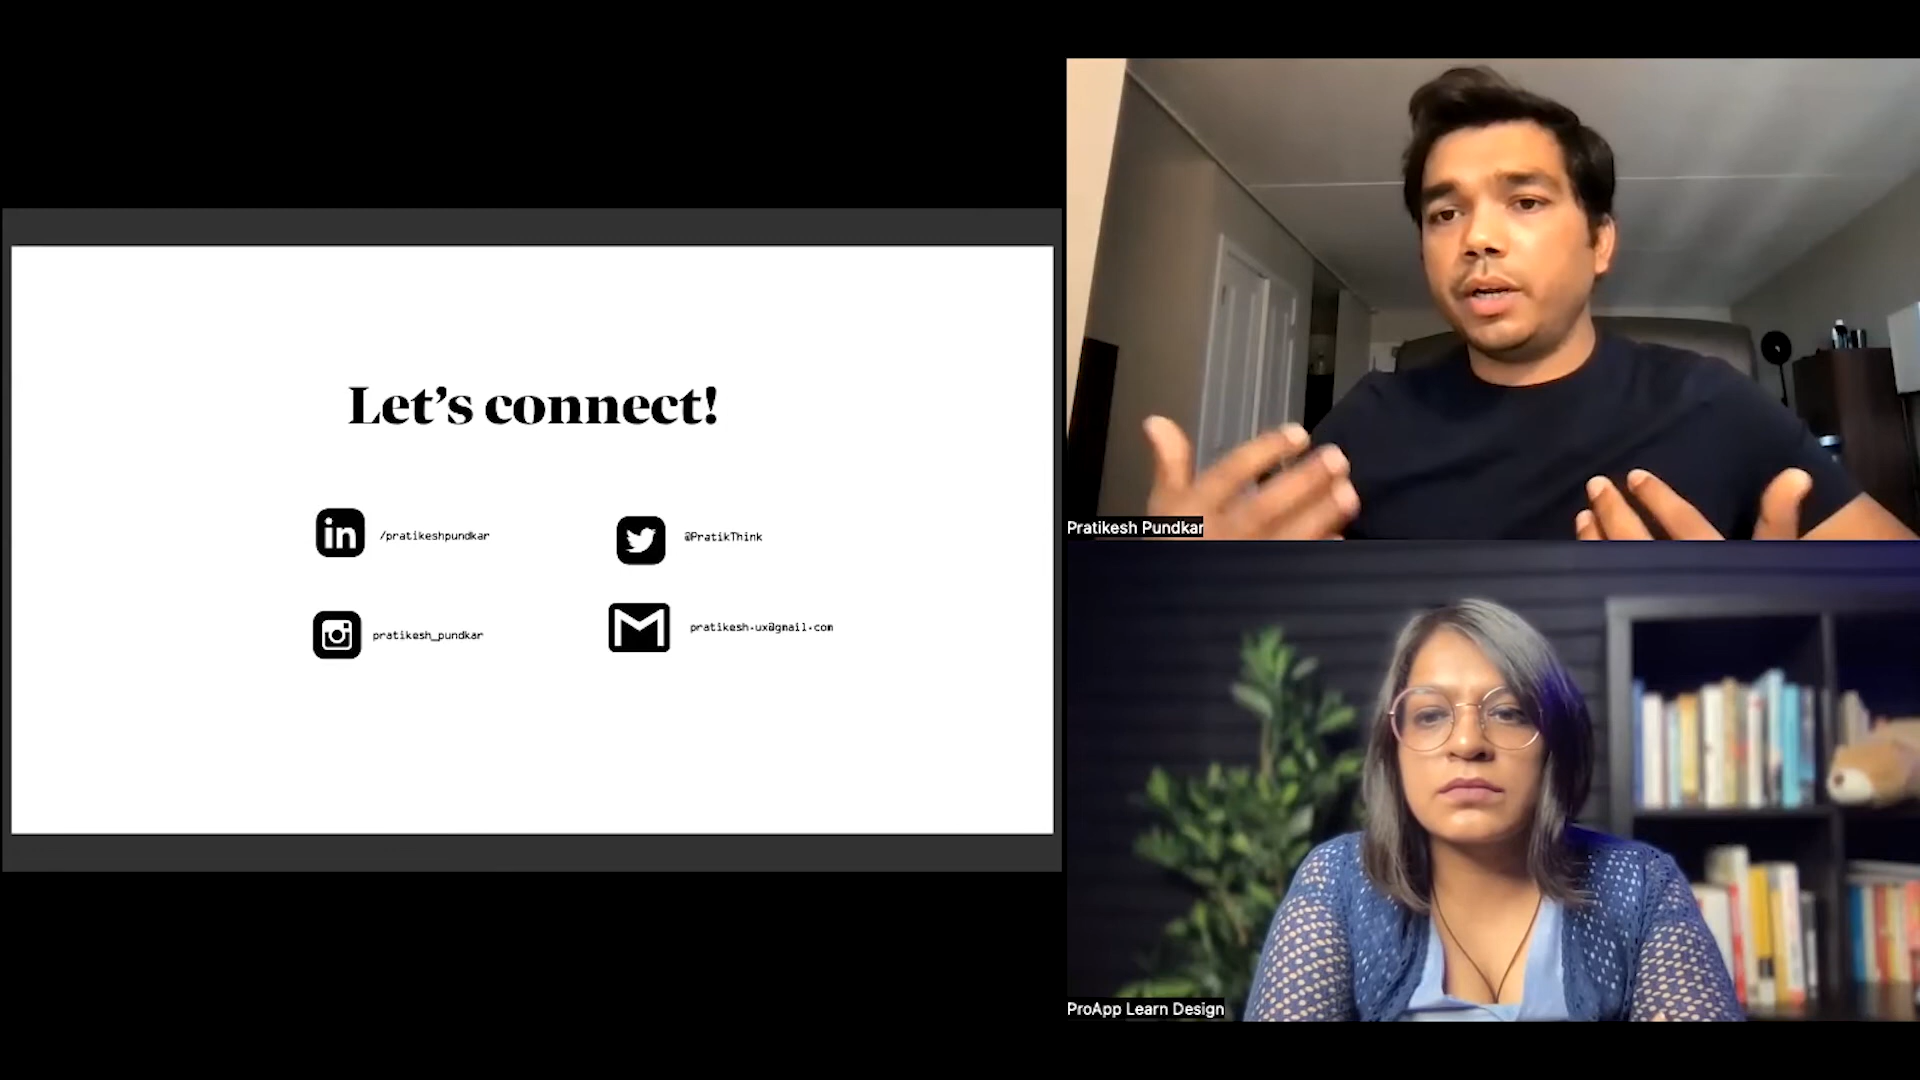 Let's connect!
/pratikeshpundkar
@PratikThink
pratikesh_pundkar
pratikesh.ux@gmail.com
Pratikesh Pundkar
ProApp Learn Design